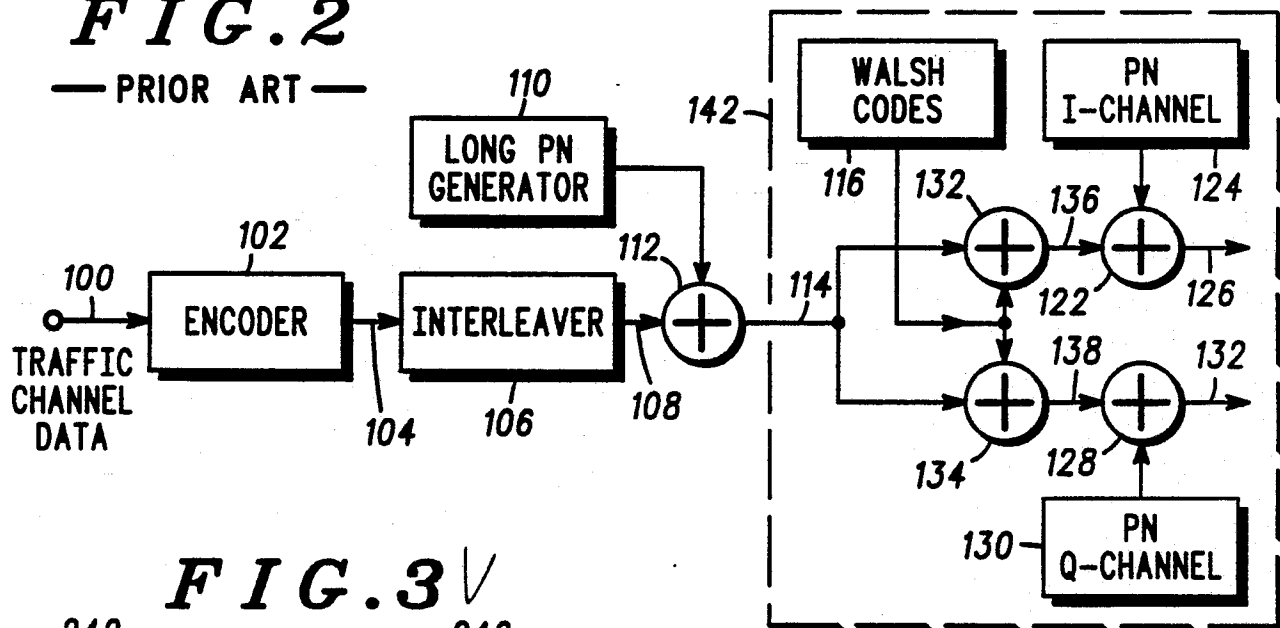 FIG.2
— PRIOR ART —
110
LONG PN
GENERATOR
142
WALSH
CODES
116
PN
I-CHANNEL
124
132
136
122
126
102
ENCODER
100
TRAFFIC
CHANNEL
DATA
104
INTERLEAVER
106
108
112
114
134
138
128
132
130
PN
Q-CHANNEL
FIG.3